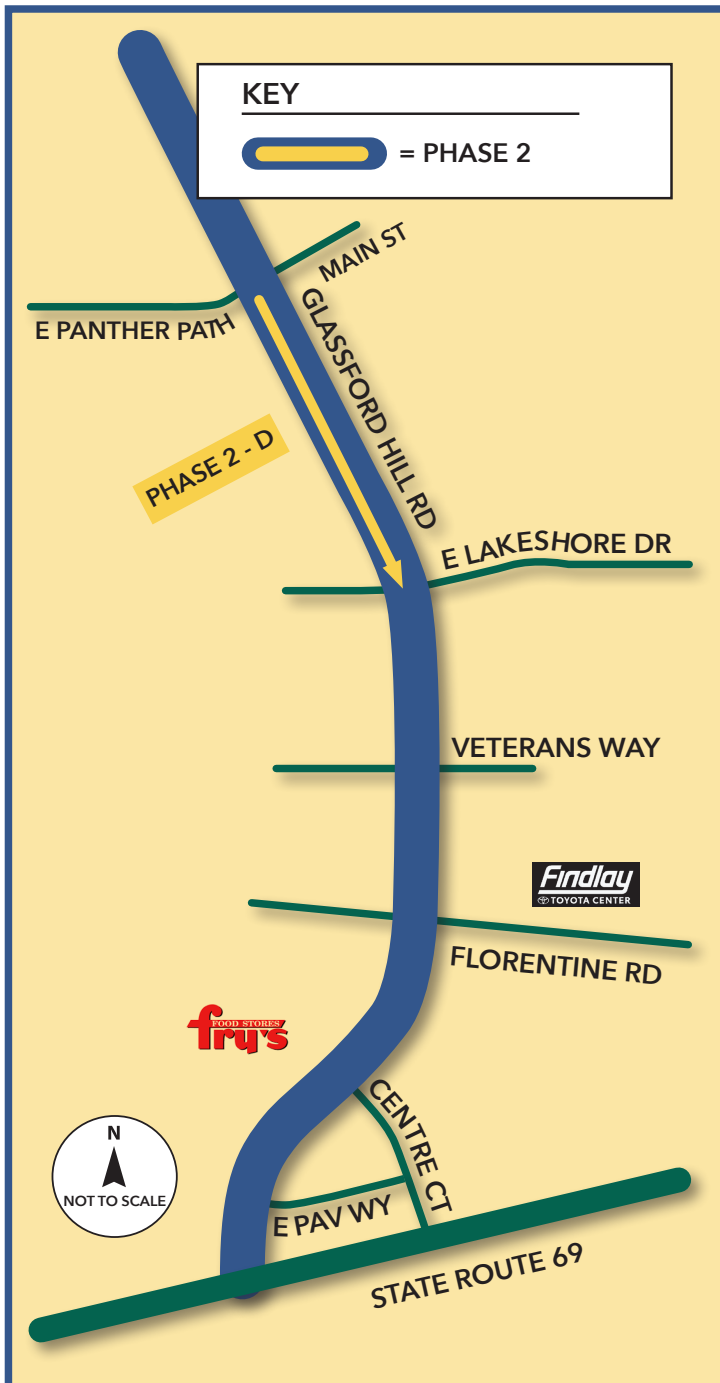 KEY
= PHASE 2
MAIN ST
E PANTHER PATH
GLASSFORD HILL RD
PHASE 2 - D
E LAKESHORE DR
VETERANS WAY
Findlay
TOYOTA CENTER
FLORENTINE RD
FOOD STORES
fry's
CENTRE CT
N
NOT TO SCALE
E PAV WY
STATE ROUTE 69